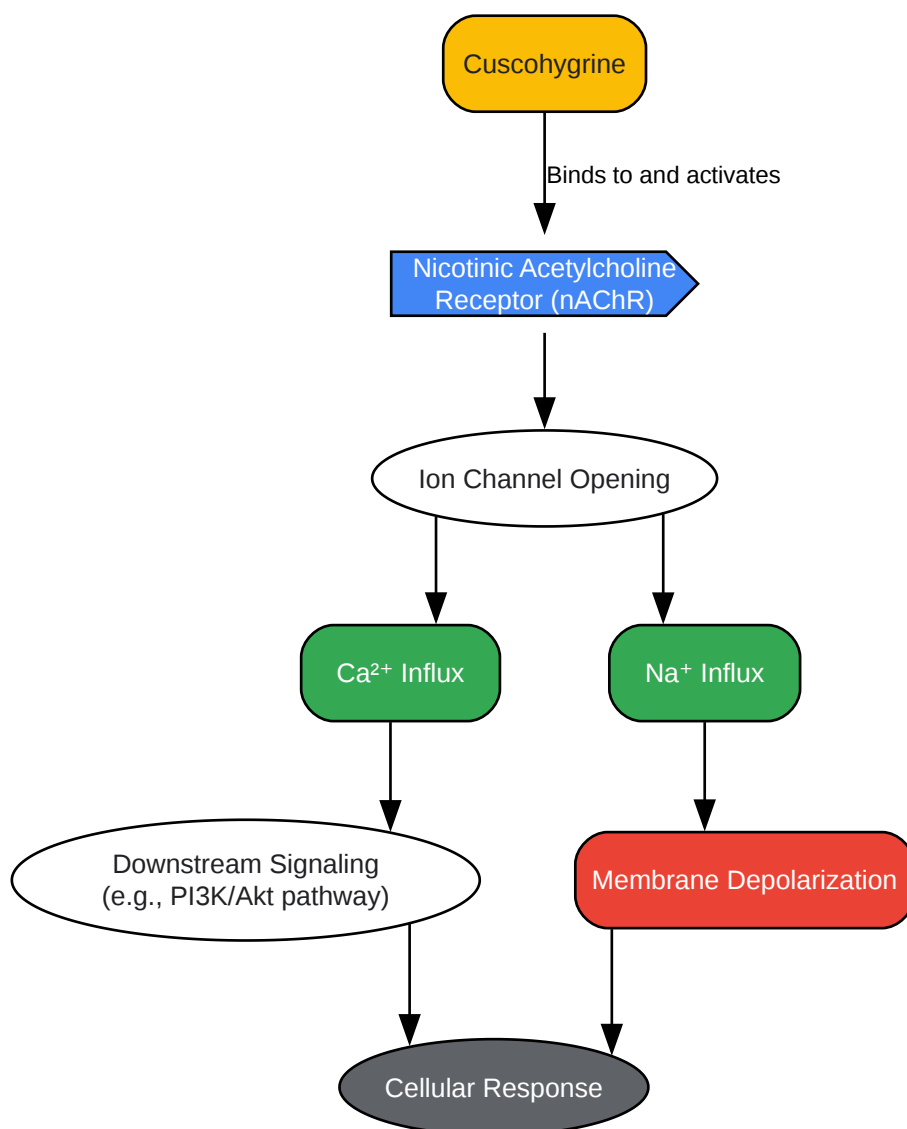 Cuscohygrine
Binds to and activates
Nicotinic Acetylcholine
Receptor (nAChR)
Ion Channel Opening
Ca²⁺ Influx
Na⁺ Influx
Downstream Signaling
(e.g., PI3K/Akt pathway)
Membrane Depolarization
Cellular Response